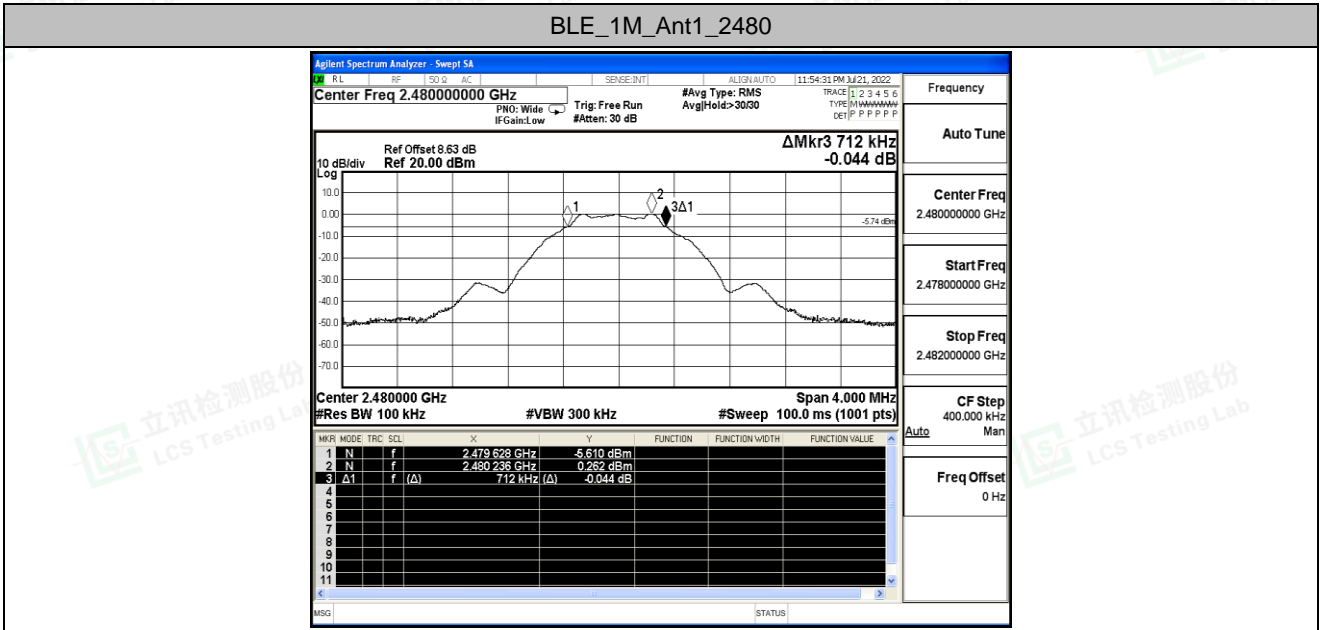 BLE_1M_Ant1_2480
Agilent Spectrum Analyzer - Swept SA
RL RF 50 Ω AC SENSE:INT ALIGN AUTO 11:54:31 PM Jul 21, 2022
Center Freq 2.480000000 GHz
PNO: Wide
IFGain:Low
Trig: Free Run
#Atten: 30 dB
#Avg Type: RMS
Avg|Hold:>30/30
TRACE 1 2 3 4 5 6
TYPE MWWWWW
DET P P P P P P
Frequency
Auto Tune
Center Freq
2.480000000 GHz
Start Freq
2.478000000 GHz
Stop Freq
2.482000000 GHz
CF Step
400.000 kHz
Auto Man
Freq Offset
0 Hz
ΔMkr3 712 kHz
-0.044 dB
Ref Offset 8.63 dB
10 dB/div Ref 20.00 dBm
Log
10.0
0.00
-10.0
-20.0
-30.0
-40.0
-50.0
-60.0
-70.0
1
2
3Δ1
-5.74 dBm
Center 2.480000 GHz Span 4.000 MHz
#Res BW 100 kHz #VBW 300 kHz #Sweep 100.0 ms (1001 pts)
MKR MODE TRC SCL X Y FUNCTION FUNCTION WIDTH FUNCTION VALUE
1 N f 2.479 628 GHz -5.610 dBm
2 N f 2.480 236 GHz 0.262 dBm
3 Δ1 f (Δ) 712 kHz (Δ) -0.044 dB
4
5
6
7
8
9
10
11
MSG STATUS
立讯检测股份
LCS Testing Lab
立讯检测股份
LCS Testing Lab